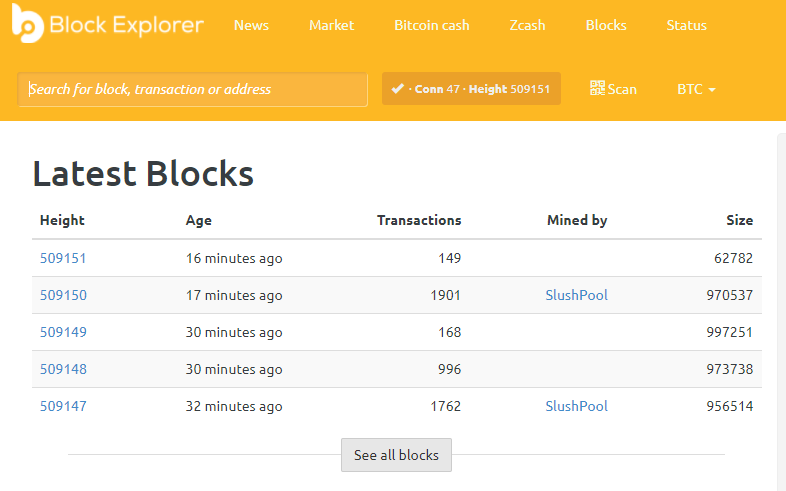 Block Explorer News Market Bitcoin cash Zcash Blocks Status
Search for block, transaction or address · Conn 47 · Height 509151 Scan BTC
Latest Blocks
Height Age Transactions Mined by Size
509151 16 minutes ago 149 62782
509150 17 minutes ago 1901 SlushPool 970537
509149 30 minutes ago 168 997251
509148 30 minutes ago 996 973738
509147 32 minutes ago 1762 SlushPool 956514
See all blocks